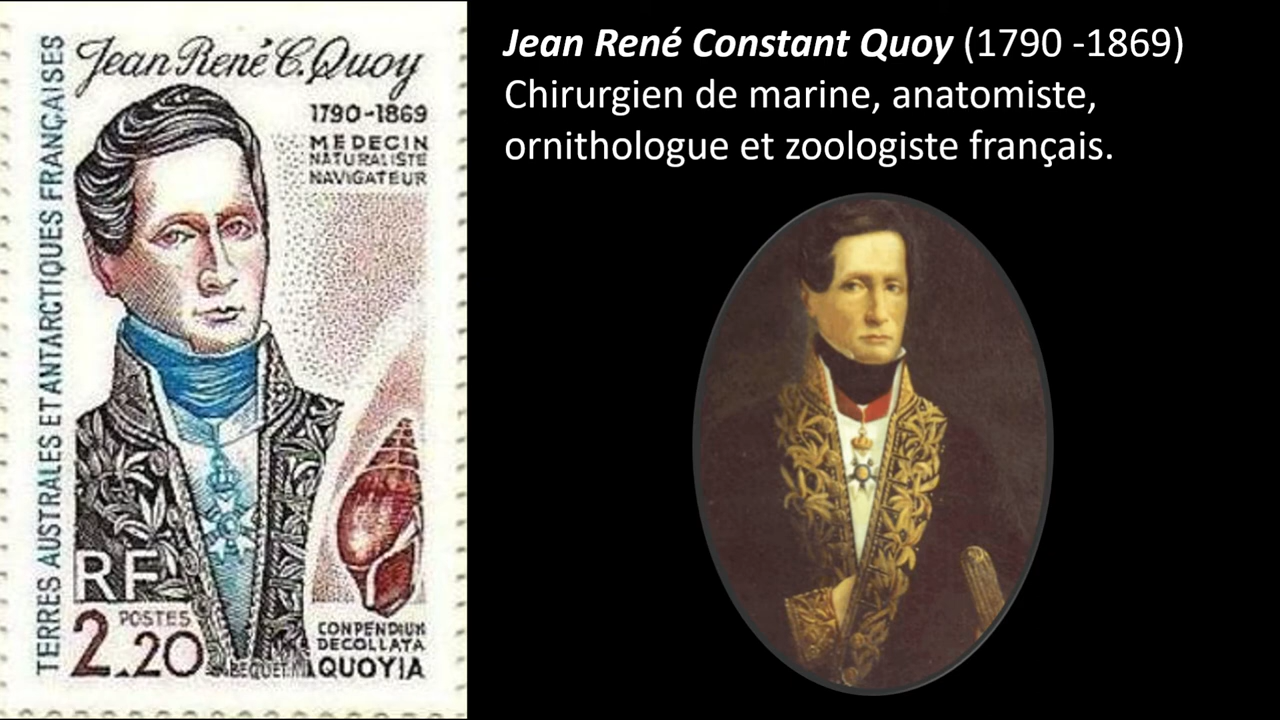 TERRES AUSTRALES ET ANTARCTIQUES FRANÇAISES
Jean René C. Quoy
1790-1869
MEDECIN
NATURALISTE
NAVIGATEUR
RF
POSTES
2.20
CONPENDIUM
DECOLLATA
QUOYIA
BEQUET
Jean René Constant Quoy (1790 -1869)
Chirurgien de marine, anatomiste,
ornithologue et zoologiste français.